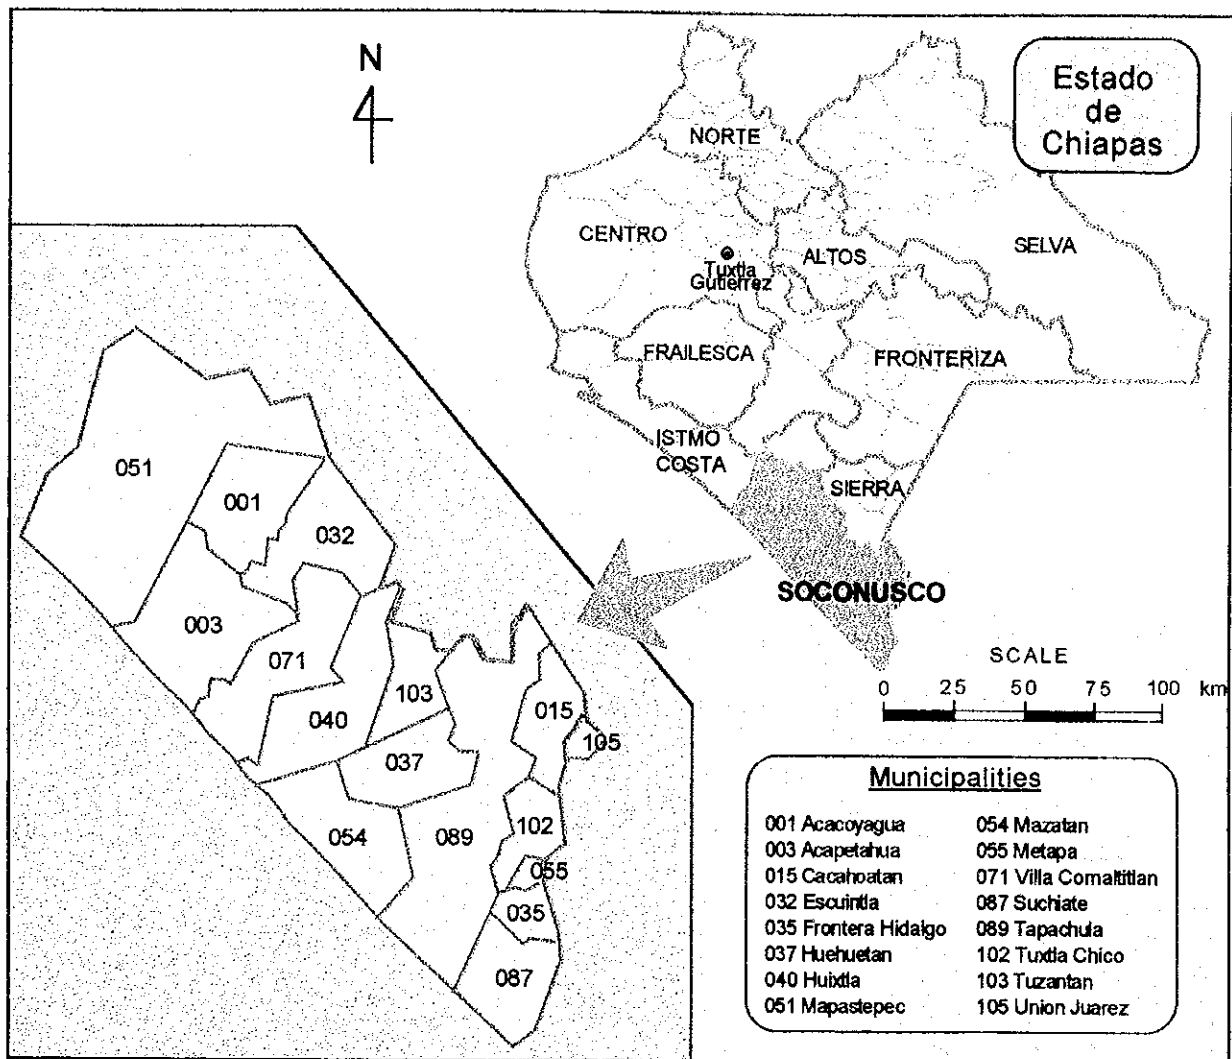 N
Estado
de
Chiapas
NORTE
CENTRO
Tuxtla
Gutierrez
ALTOS
SELVA
FRAILESCA
FRONTERIZA
ISTMO
COSTA
SIERRA
SOCONUSCO
051
001
032
003
071
103
040
037
015
105
054
089
102
055
035
087
SCALE
0 25 50 75 100 km
Municipalities
001 Acacoyagua
003 Acapetahua
015 Cacahoatan
032 Escuintla
035 Frontera Hidalgo
037 Huehuetan
040 Huixtla
051 Mapastepec
054 Mazatan
055 Metapa
071 Villa Comaltitlan
087 Suchiate
089 Tapachula
102 Tuxtla Chico
103 Tuzantan
105 Union Juarez